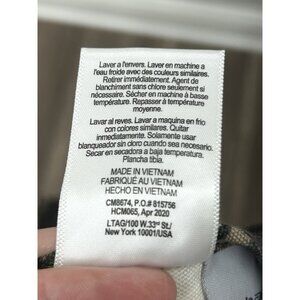 Laver à l'envers. Laver en machine à
l'eau froide avec des couleurs similaires.
Retirer immédiatement. Agent de
blanchiment sans chlore seulement si
nécessaire. Sécher en machine à basse
température. Repasser à température
moyenne.
Lavar al reves. Lavar a maquina en frio
con colores similares. Quitar
inmediatamente. Solamente usar
blanqueador sin cloro cuando sea necesario.
Secar en secadora a baja temperatura.
Plancha tibia.
MADE IN VIETNAM
FABRIQUÉ AU VIETNAM
HECHO EN VIETNAM
CM8674, P.O.# 815756
HCM065, Apr 2020
LTAG/100 W.33rd St./
New York 10001/USA